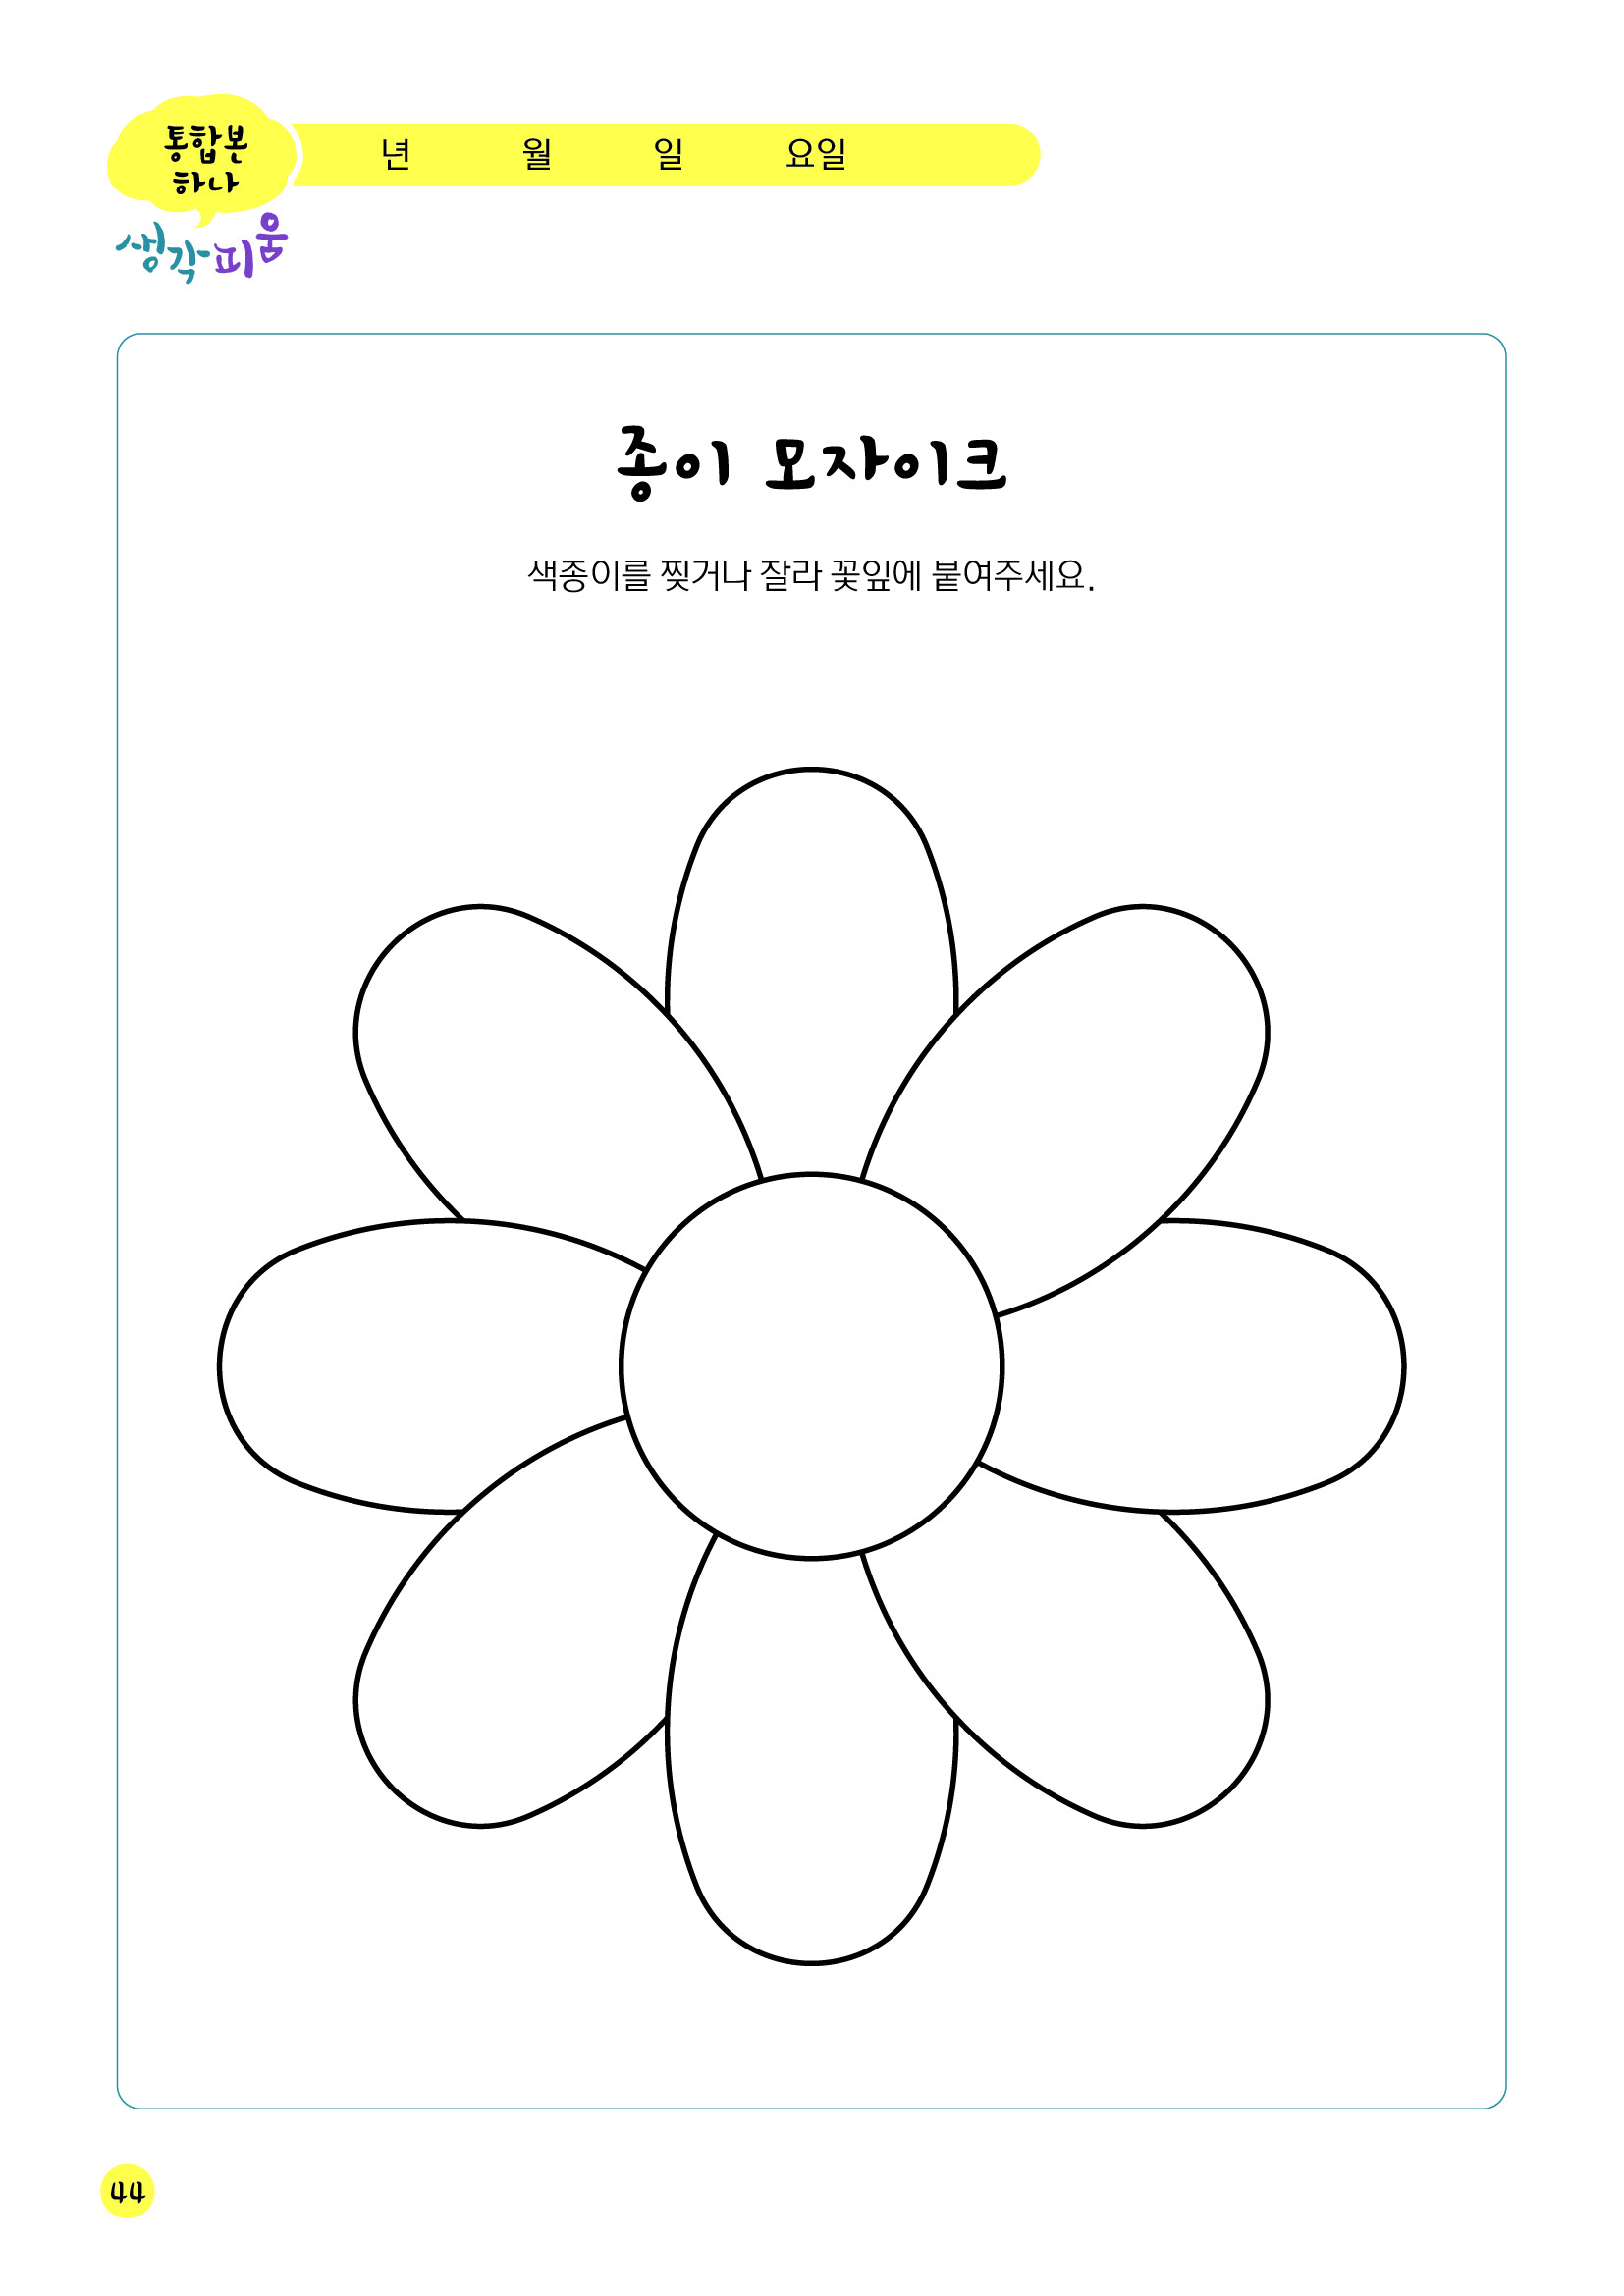 통합본
하나
년 월 일 요일
생각피움
종이 모자이크
색종이를 찢거나 잘라 꽃잎에 붙여주세요.
44